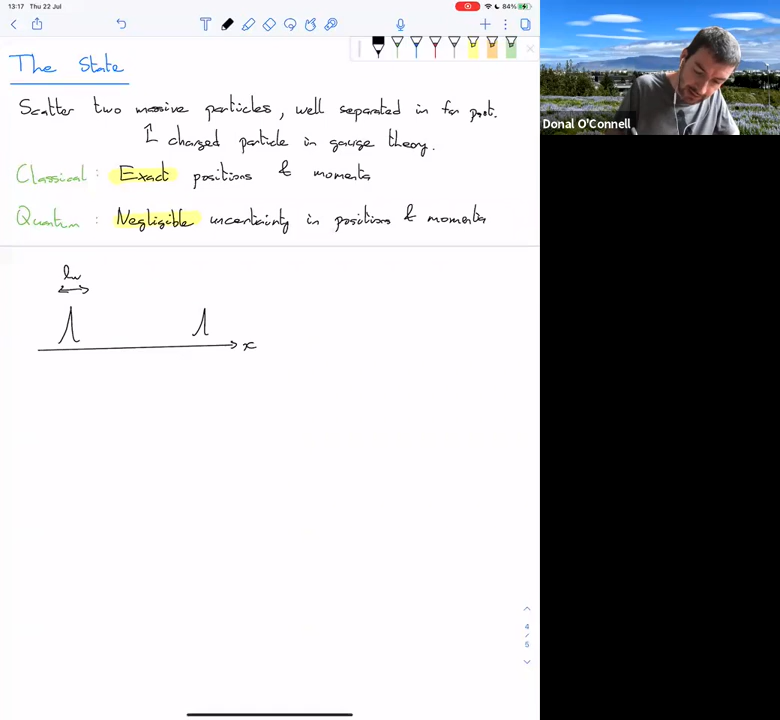 13:17 Thu 22 Jul
84%
The State
Scatter two massive particles, well separated in far past.
charged particle in gauge theory.
Classical: Exact positions & momenta
Quantum: Negligible uncertainty in positions & momenta
lw
x
4
/
5
Donal O'Connell
T